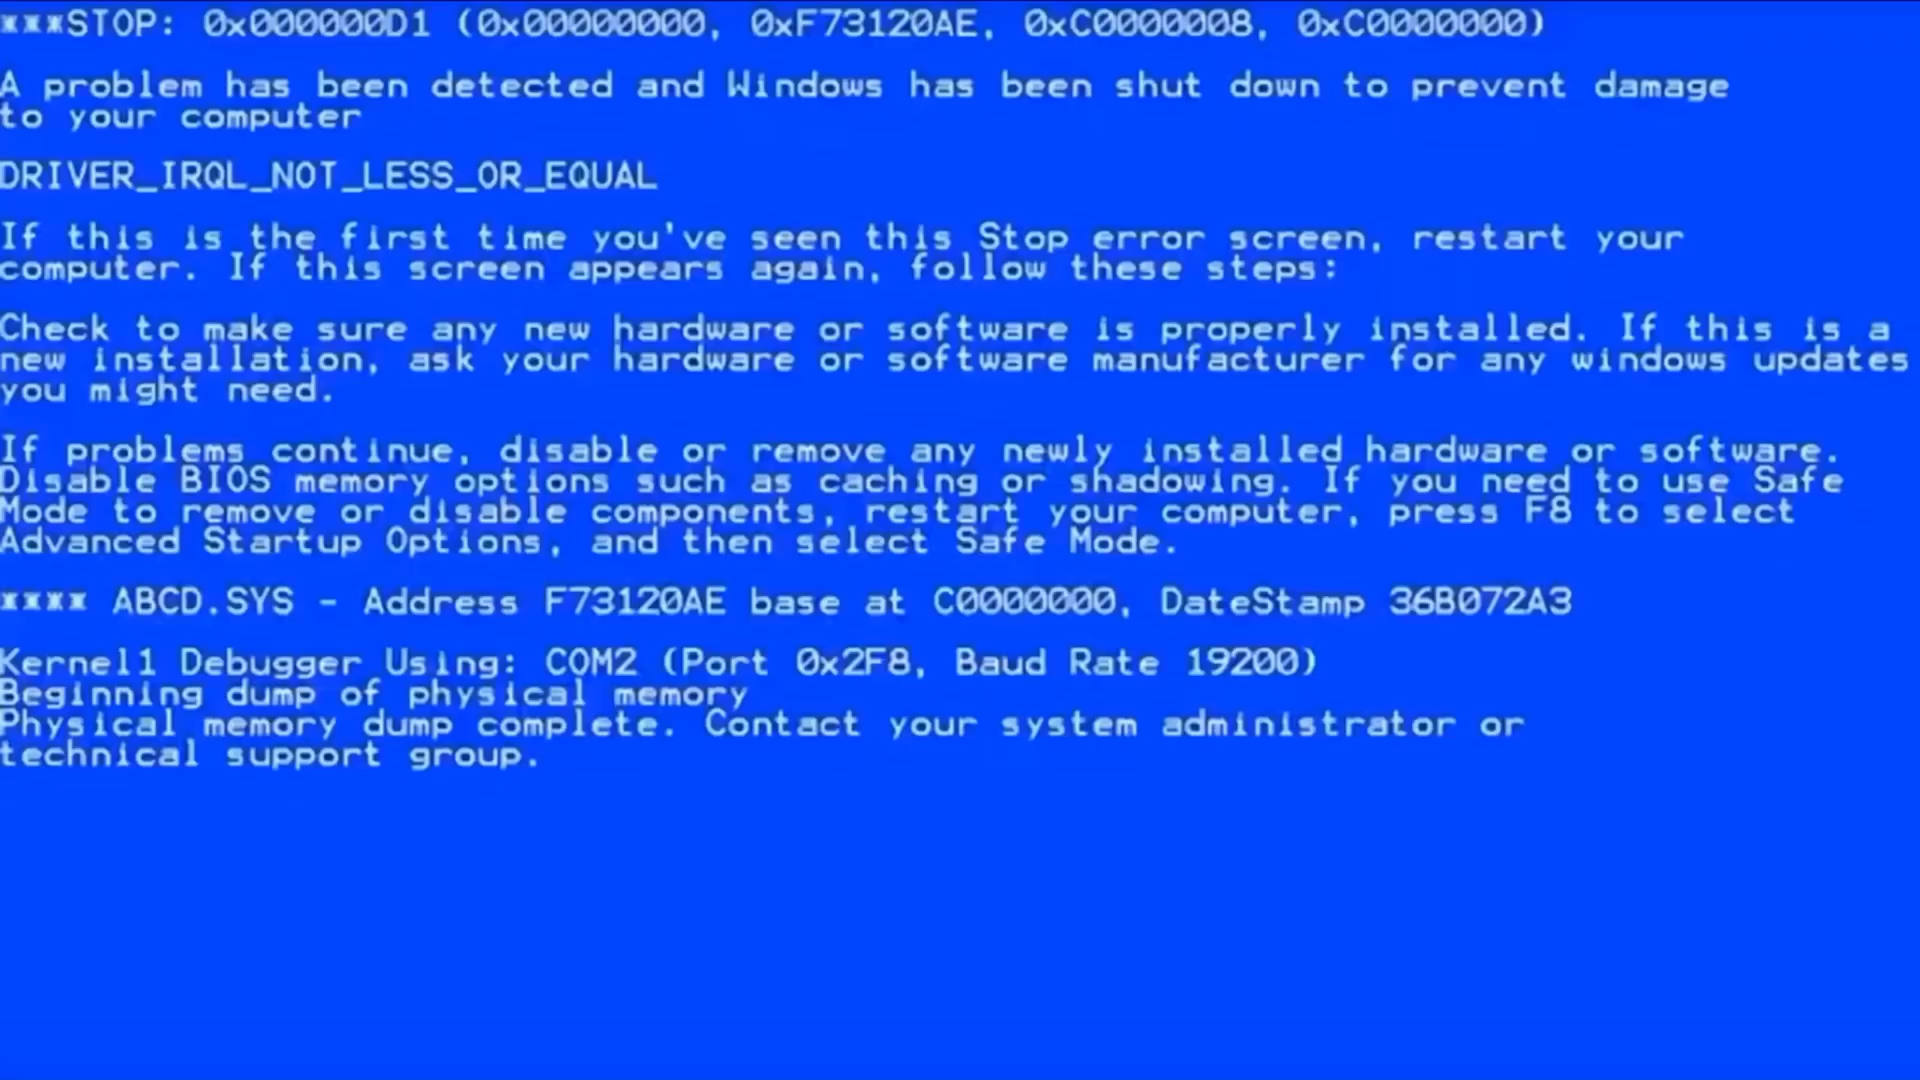 ***STOP: 0x000000D1 (0x00000000, 0xF73120AE, 0xC0000008, 0xC0000000)
A problem has been detected and Windows has been shut down to prevent damage
to your computer
DRIVER_IRQL_NOT_LESS_OR_EQUAL
If this is the first time you've seen this Stop error screen, restart your
computer. If this screen appears again, follow these steps:
Check to make sure any new hardware or software is properly installed. If this is a
new installation, ask your hardware or software manufacturer for any windows updates
you might need.
If problems continue, disable or remove any newly installed hardware or software.
Disable BIOS memory options such as caching or shadowing. If you need to use Safe
Mode to remove or disable components, restart your computer, press F8 to select
Advanced Startup Options, and then select Safe Mode.
**** ABCD.SYS - Address F73120AE base at C0000000, DateStamp 36B072A3
Kernel1 Debugger Using: COM2 (Port 0x2F8, Baud Rate 19200)
Beginning dump of physical memory
Physical memory dump complete. Contact your system administrator or
technical support group.